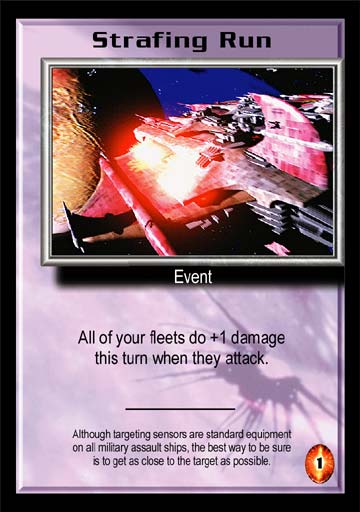 Strafing Run
Event
All of your fleets do +1 damage
this turn when they attack.
Although targeting sensors are standard equipment
on all military assault ships, the best way to be sure
is to get as close to the target as possible.
1